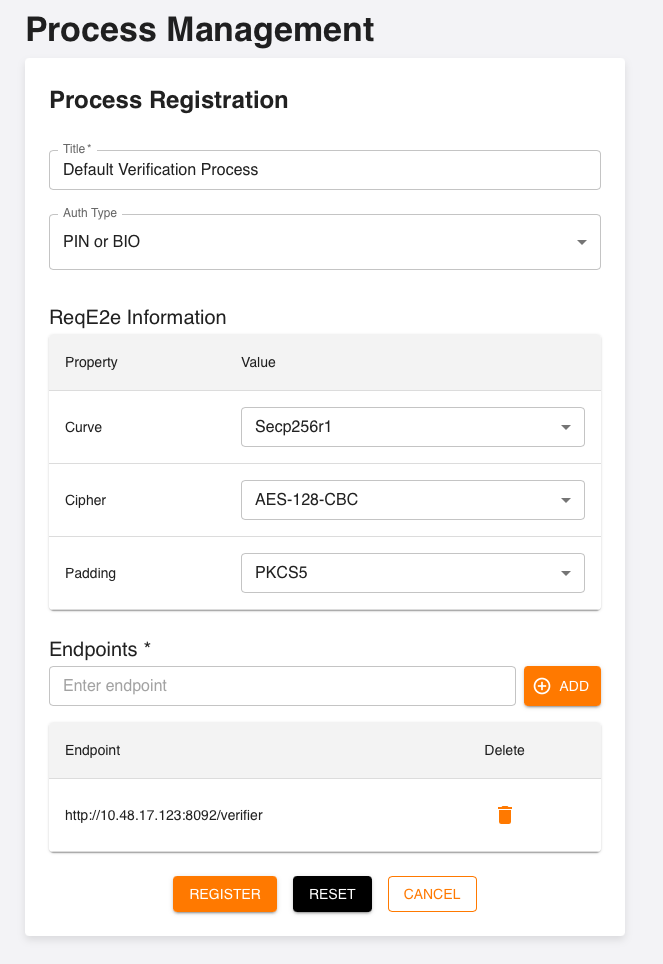 Process Management
Process Registration
Title *
Default Verification Process
Auth Type
PIN or BIO
ReqE2e Information
Property Value
Curve Secp256r1
Cipher AES-128-CBC
Padding PKCS5
Endpoints *
Enter endpoint ADD
Endpoint Delete
http://10.48.17.123:8092/verifier
REGISTER RESET CANCEL